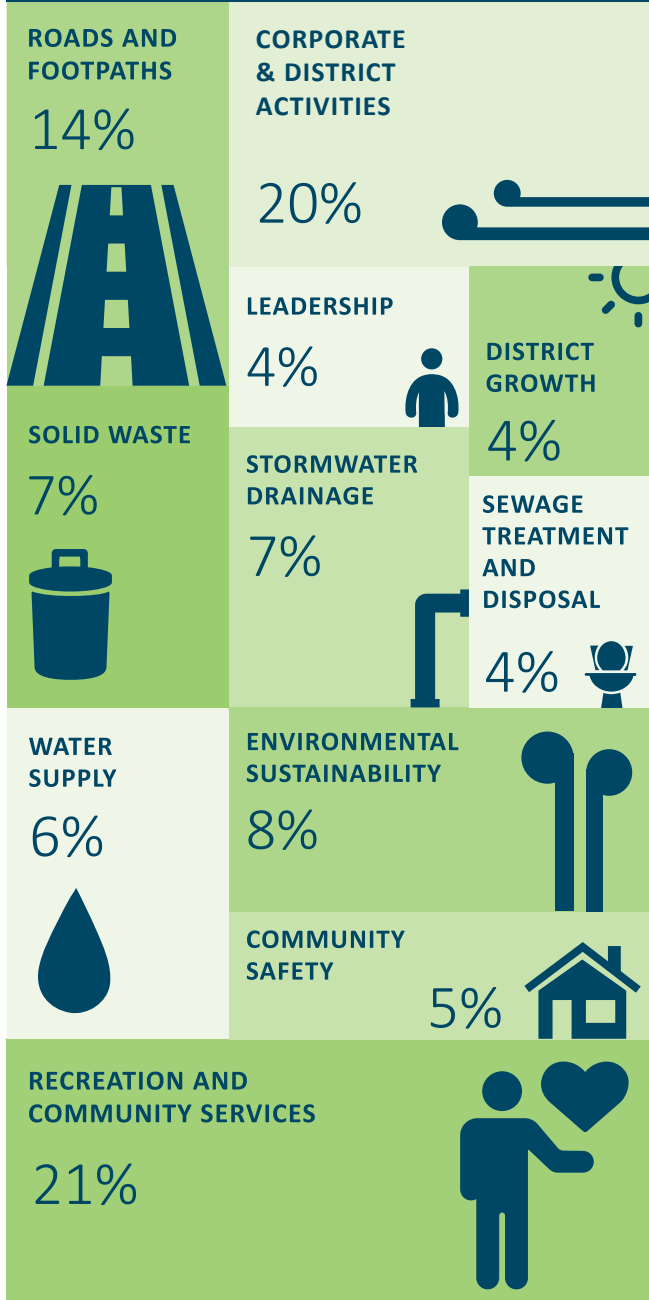 ROADS AND
FOOTPATHS
14%
CORPORATE
& DISTRICT
ACTIVITIES
20%
LEADERSHIP
4%
DISTRICT
GROWTH
4%
SOLID WASTE
7%
STORMWATER
DRAINAGE
7%
SEWAGE
TREATMENT
AND
DISPOSAL
4%
WATER
SUPPLY
6%
ENVIRONMENTAL
SUSTAINABILITY
8%
COMMUNITY
SAFETY
5%
RECREATION AND
COMMUNITY SERVICES
21%